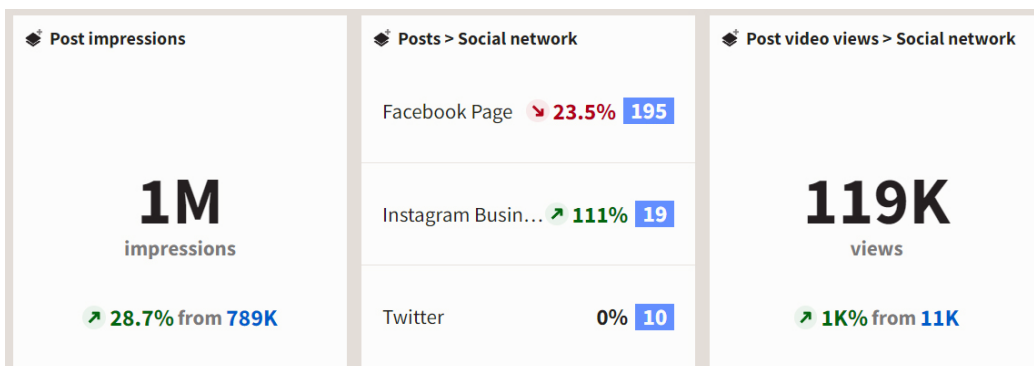 Post impressions
1M
impressions
28.7% from 789K
Posts > Social network
Facebook Page 23.5% 195
Instagram Busin... 111% 19
Twitter 0% 10
Post video views > Social network
119K
views
1K% from 11K